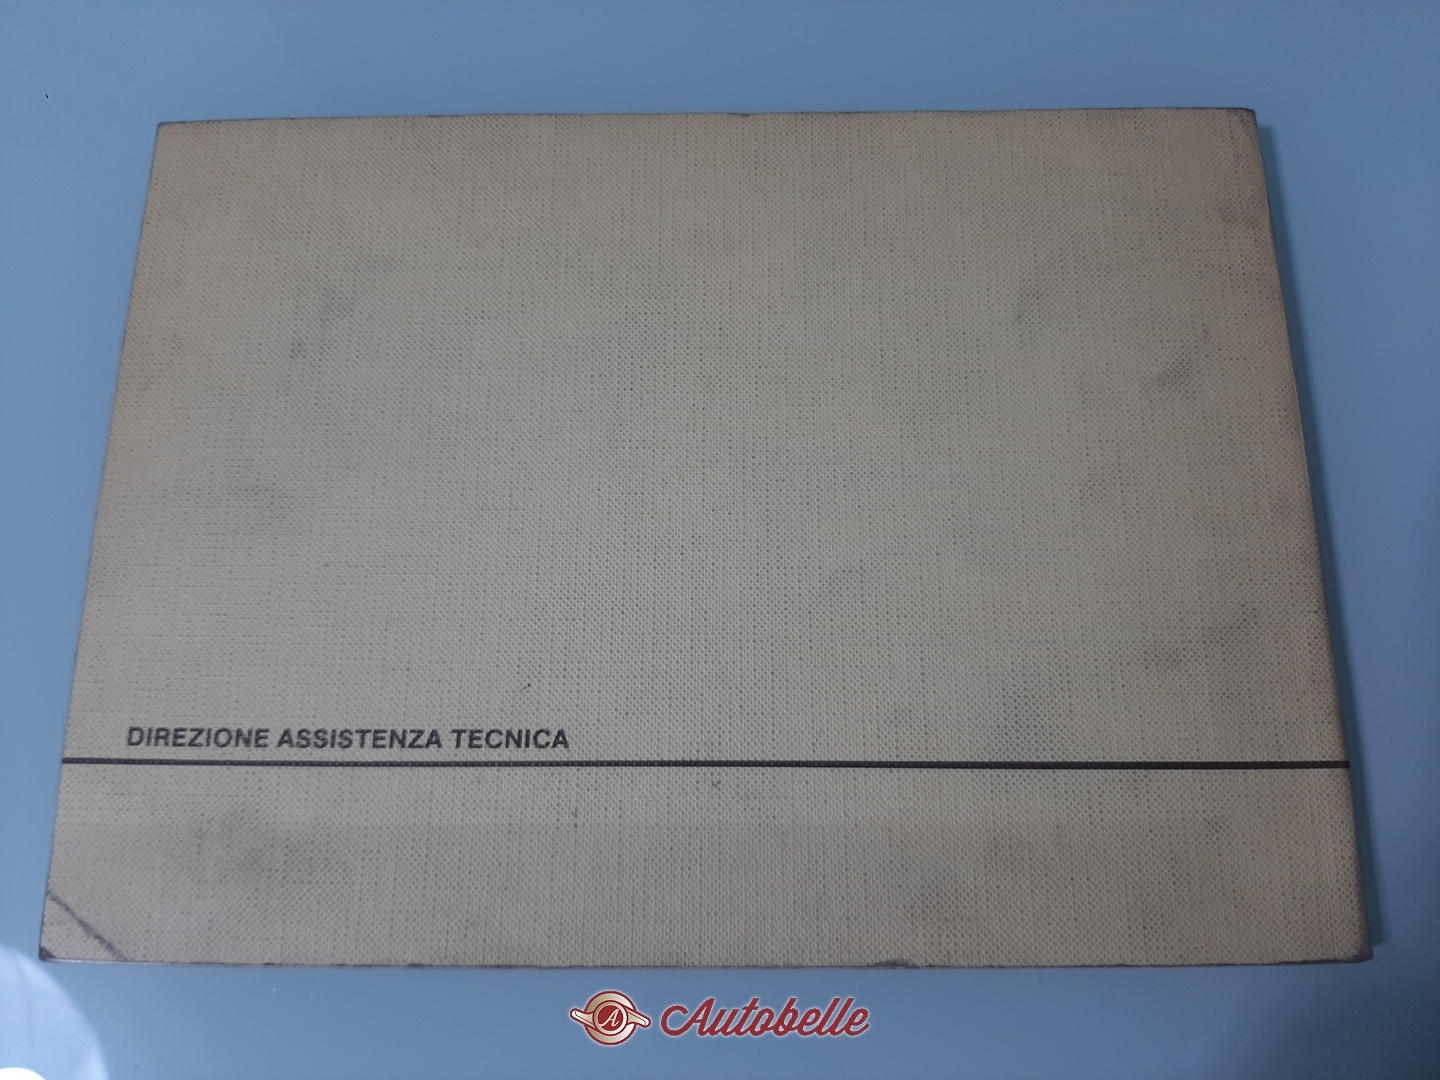 DIREZIONE ASSISTENZA TECNICA
A Autobelle